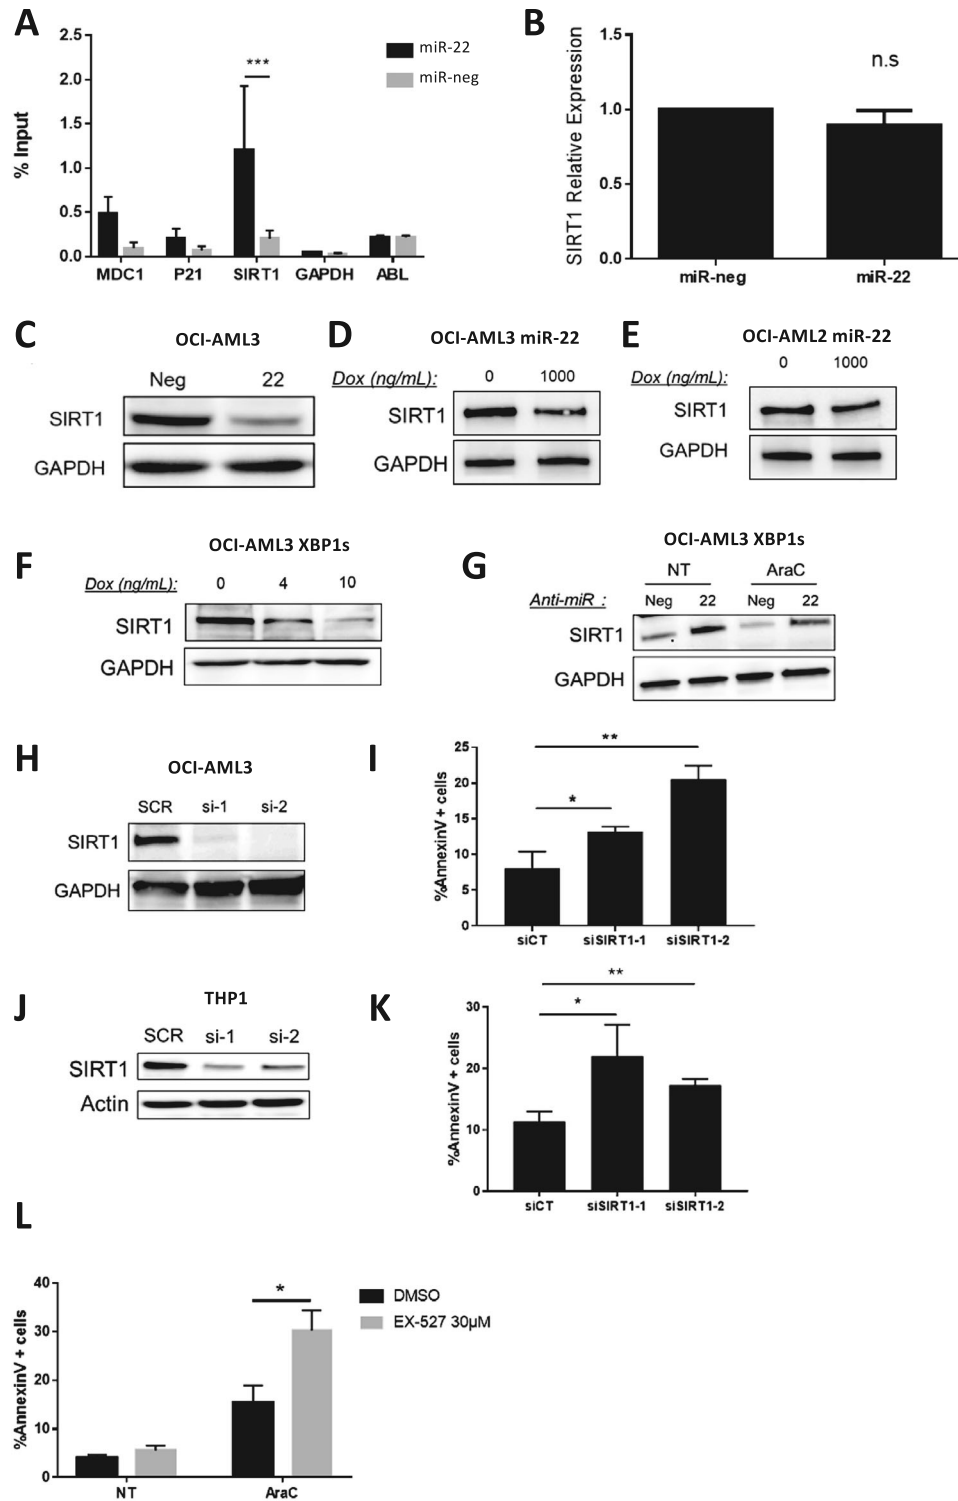 A
2.5
2.0
1.5
1.0
0.5
0.0
% Input
***
miR-22
miR-neg
MDC1 P21 SIRT1 GAPDH ABL
B
1.5
1.0
0.5
0.0
SIRT1 Relative Expression
n.s
miR-neg miR-22
C
OCI-AML3
Neg 22
SIRT1
GAPDH
D
OCI-AML3 miR-22
Dox (ng/mL): 0 1000
SIRT1
GAPDH
E
OCI-AML2 miR-22
Dox (ng/mL): 0 1000
SIRT1
GAPDH
F
OCI-AML3 XBP1s
Dox (ng/mL): 0 4 10
SIRT1
GAPDH
G
OCI-AML3 XBP1s
NT AraC
Anti-miR : Neg 22 Neg 22
SIRT1
GAPDH
H
OCI-AML3
SCR si-1 si-2
SIRT1
GAPDH
I
25
20
15
10
5
0
%AnnexinV + cells
**
*
siCT siSIRT1-1 siSIRT1-2
J
THP1
SCR si-1 si-2
SIRT1
Actin
K
30
20
10
0
%AnnexinV + cells
**
*
siCT siSIRT1-1 siSIRT1-2
L
40
30
20
10
0
%AnnexinV + cells
*
DMSO
EX-527 30µM
NT AraC